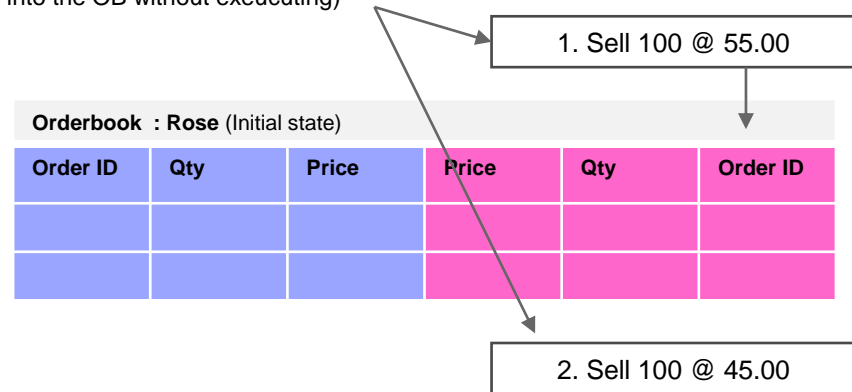 into the OB without exeucuting)
1. Sell 100 @ 55.00
Orderbook : Rose (Initial state)
Order ID Qty Price Price Qty Order ID
2. Sell 100 @ 45.00